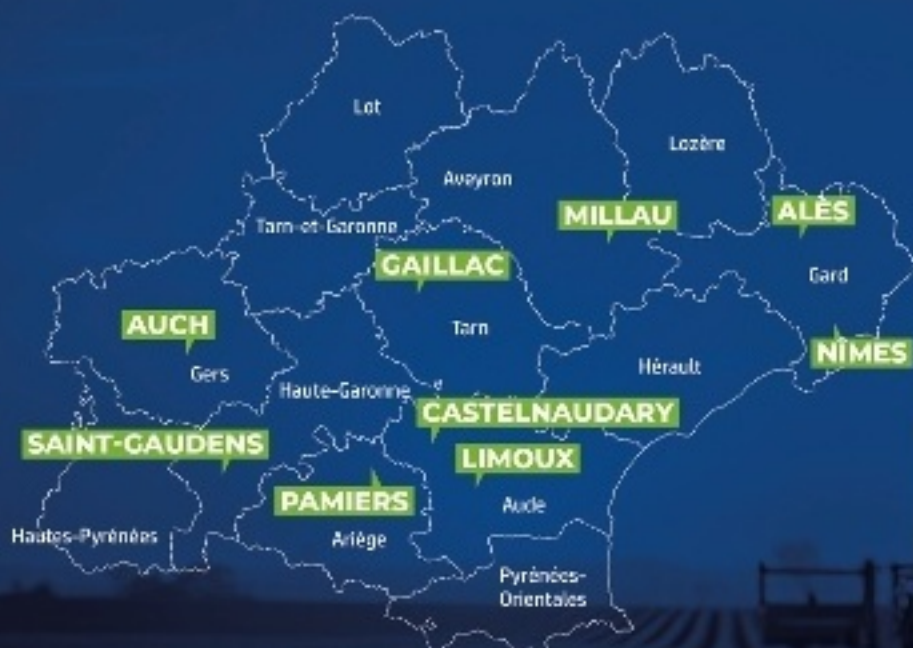 Lot
Lozère
Aveyron
MILLAU
ALÈS
Tarn-et-Garonne
GAILLAC
Gard
AUCH
Tarn
NÎMES
Hérault
Gers
Haute-Garonne
CASTELNAUDARY
SAINT-GAUDENS
LIMOUX
PAMIERS
Aude
Hautes-Pyrénées
Ariège
Pyrénées-
Orientales